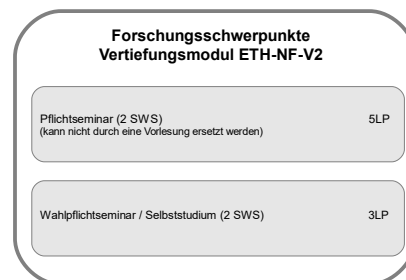 Forschungsschwerpunkte
Vertiefungsmodul ETH-NF-V2
Pflichtseminar (2 SWS) 5LP
(kann nicht durch eine Vorlesung ersetzt werden)
Wahlpflichtseminar / Selbststudium (2 SWS) 3LP